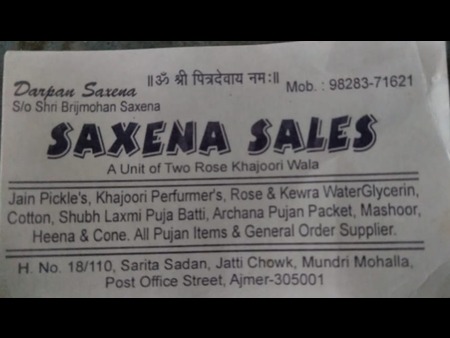 ॥ॐ श्री पित्रदेवाय नमः॥
Darpan Saxena
Mob. : 98283-71621
S/o Shri Brijmohan Saxena
SAXENA SALES
A Unit of Two Rose Khajoori Wala
Jain Pickle's, Khajoori Perfurmer's, Rose & Kewra WaterGlycerin,
Cotton, Shubh Laxmi Puja Batti, Archana Pujan Packet, Mashoor,
Heena & Cone. All Pujan Items & General Order Supplier.
H. No. 18/110, Sarita Sadan, Jatti Chowk, Mundri Mohalla,
Post Office Street, Ajmer-305001